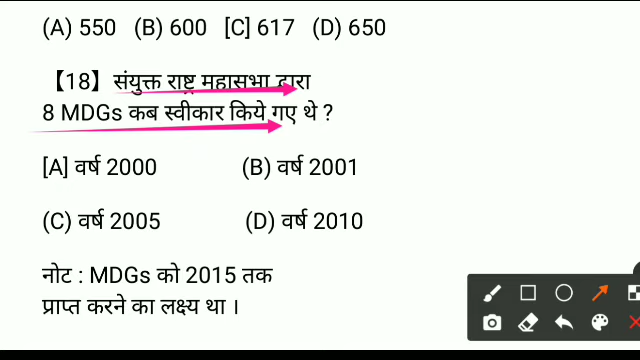 (A) 550 (B) 600 [C] 617 (D) 650
【18】संयुक्त राष्ट्र महासभा द्वारा
8 MDGs कब स्वीकार किये गए थे ?
[A] वर्ष 2000 (B) वर्ष 2001
(C) वर्ष 2005 (D) वर्ष 2010
नोट : MDGs को 2015 तक
प्राप्त करने का लक्ष्य था ।